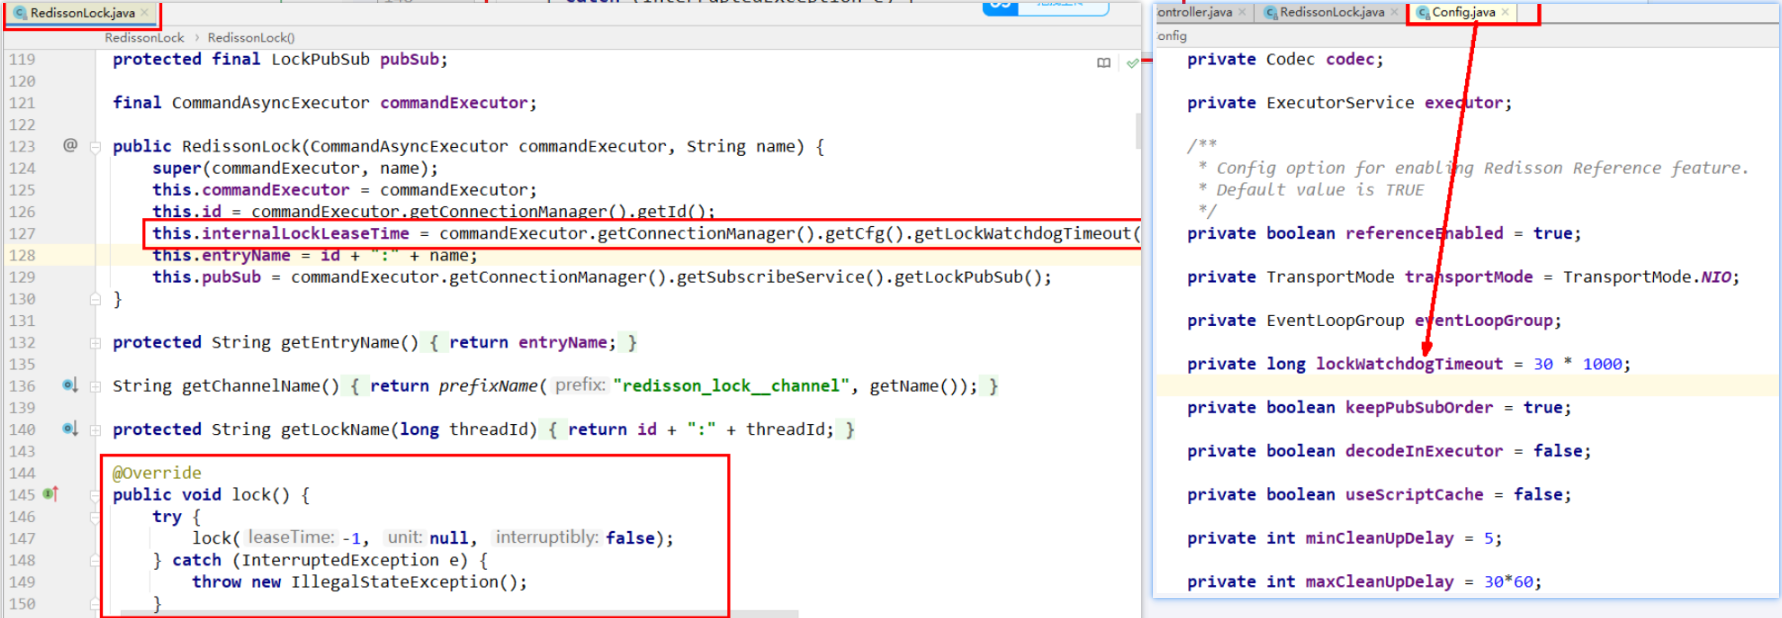 RedissonLock.java ×
RedissonLock › RedissonLock()
119 protected final LockPubSub pubSub;
120
121 final CommandAsyncExecutor commandExecutor;
122
123 @ public RedissonLock(CommandAsyncExecutor commandExecutor, String name) {
124 super(commandExecutor, name);
125 this.commandExecutor = commandExecutor;
126 this.id = commandExecutor.getConnectionManager().getId();
127 this.internalLockLeaseTime = commandExecutor.getConnectionManager().getCfg().getLockWatchdogTimeout(
128 this.entryName = id + ":" + name;
129 this.pubSub = commandExecutor.getConnectionManager().getSubscribeService().getLockPubSub();
130 }
131
132 protected String getEntryName() { return entryName; }
135
136 String getChannelName() { return prefixName( prefix: "redisson_lock__channel", getName()); }
139
140 protected String getLockName(long threadId) { return id + ":" + threadId; }
143
144 @Override
145 public void lock() {
146 try {
147 lock( leaseTime: -1, unit: null, interruptibly: false);
148 } catch (InterruptedException e) {
149 throw new IllegalStateException();
150 }
ontroller.java × RedissonLock.java × Config.java ×
onfig
private Codec codec;
private ExecutorService executor;
/**
* Config option for enabling Redisson Reference feature.
* Default value is TRUE
*/
private boolean referenceEnabled = true;
private TransportMode transportMode = TransportMode.NIO;
private EventLoopGroup eventLoopGroup;
private long lockWatchdogTimeout = 30 * 1000;
private boolean keepPubSubOrder = true;
private boolean decodeInExecutor = false;
private boolean useScriptCache = false;
private int minCleanUpDelay = 5;
private int maxCleanUpDelay = 30*60;